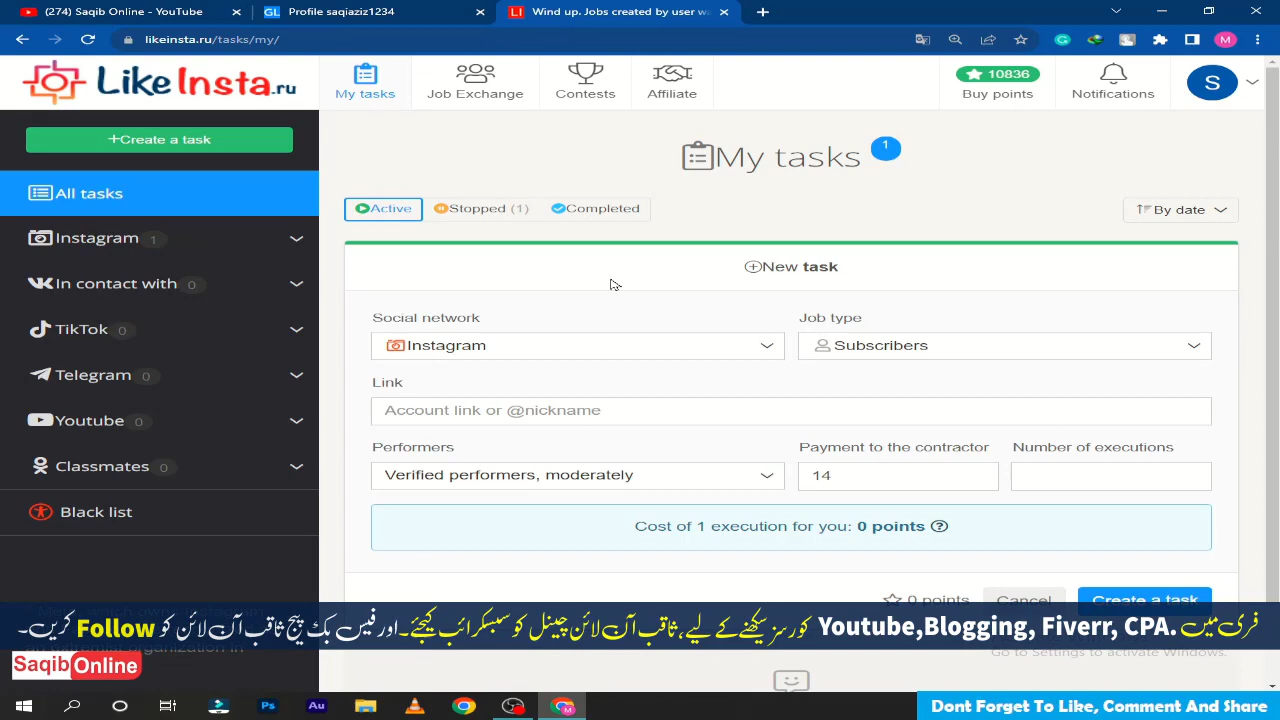 (274) Saqib Online - YouTube
Profile saqiaziz1234
Wind up. Jobs created by user w
likeinsta.ru/tasks/my/
LikeInsta.ru
My tasks
Job Exchange
Contests
Affiliate
10836
Buy points
Notifications
S
+Create a task
My tasks 1
All tasks
Active
Stopped (1)
Completed
By date
Instagram 1
In contact with 0
TikTok 0
Telegram 0
Youtube 0
Classmates 0
Black list
New task
Social network
Job type
Instagram
Subscribers
Link
Account link or @nickname
Performers
Payment to the contractor
Number of executions
Verified performers, moderately
14
Cost of 1 execution for you: 0 points
0 points
Cancel
Create a task
فری میں Youtube,Blogging, Fiverr, CPA. کورسز سیکھنے کے لیے، ثاقب آن لائن چینل کو سبسکرائب کیجئے۔ اور فیس بک پیج ثاقب آن لائن کو Follow کریں۔
Go to Settings to activate Windows.
Saqib Online
Dont Forget To Like, Comment And Share